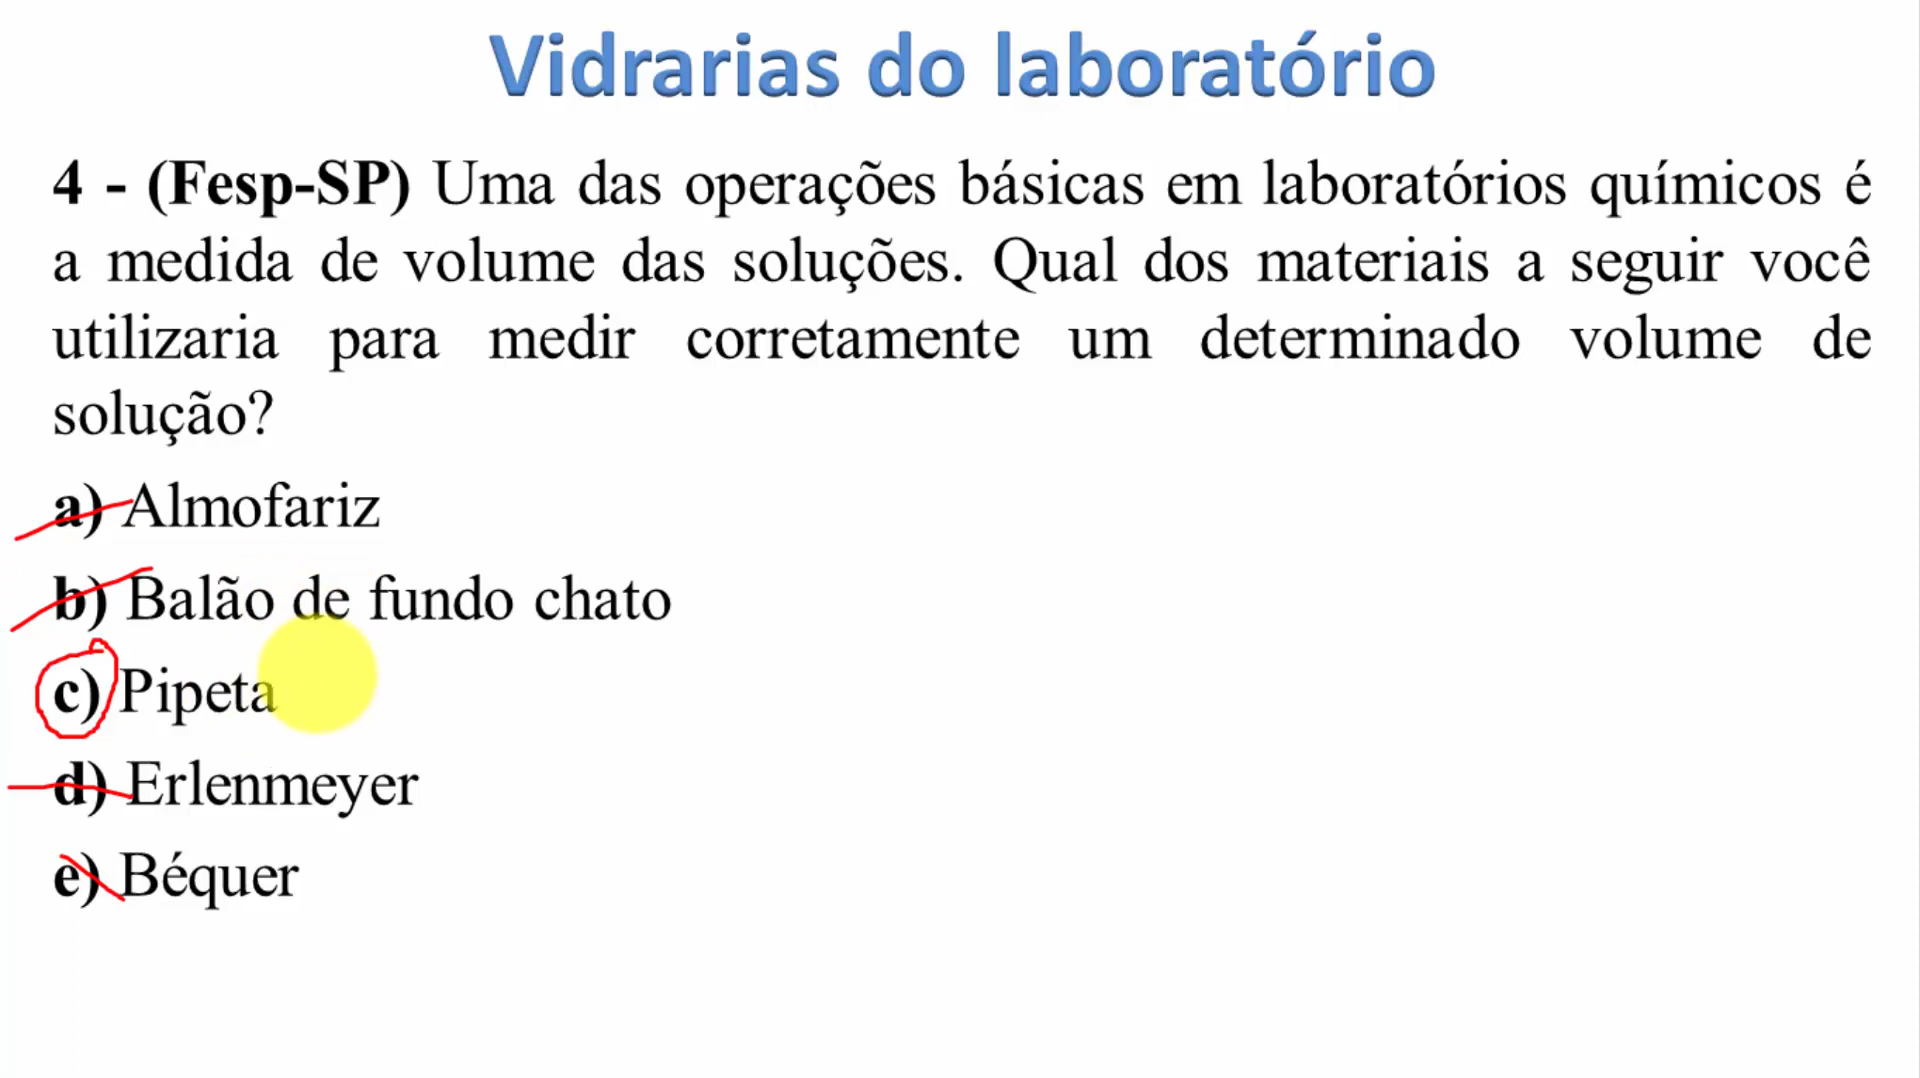 Vidrarias do laboratório
4 - (Fesp-SP) Uma das operações básicas em laboratórios químicos é
a medida de volume das soluções. Qual dos materiais a seguir você
utilizaria para medir corretamente um determinado volume de
solução?
a) Almofariz
b) Balão de fundo chato
c) Pipeta
d) Erlenmeyer
e) Béquer